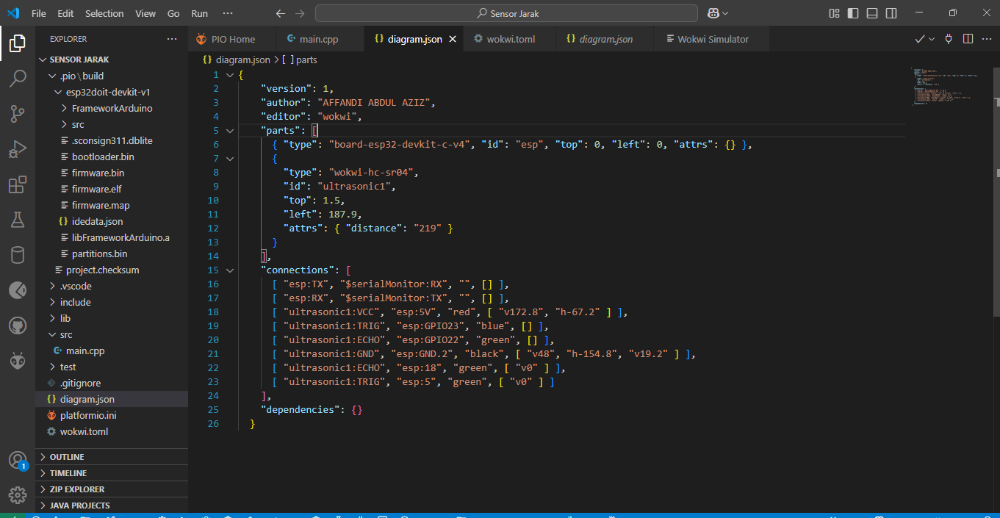 File Edit Selection View Go Run ··· Sensor Jarak
EXPLORER ···
SENSOR JARAK
.pio\build
esp32doit-devkit-v1
FrameworkArduino
src
.sconsign311.dblite
bootloader.bin
firmware.bin
firmware.elf
firmware.map
idedata.json
libFrameworkArduino.a
partitions.bin
project.checksum
.vscode
include
lib
src
main.cpp
test
.gitignore
diagram.json
platformio.ini
wokwi.toml
OUTLINE
TIMELINE
ZIP EXPLORER
JAVA PROJECTS
1
PIO Home main.cpp diagram.json wokwi.toml diagram.json Wokwi Simulator
diagram.json > [ ] parts
1 {
2 "version": 1,
3 "author": "AFFANDI ABDUL AZIZ",
4 "editor": "wokwi",
5 "parts": [
6 { "type": "board-esp32-devkit-c-v4", "id": "esp", "top": 0, "left": 0, "attrs": {} },
7 {
8 "type": "wokwi-hc-sr04",
9 "id": "ultrasonic1",
10 "top": 1.5,
11 "left": 187.9,
12 "attrs": { "distance": "219" }
13 }
14 ],
15 "connections": [
16 [ "esp:TX", "$serialMonitor:RX", "", [] ],
17 [ "esp:RX", "$serialMonitor:TX", "", [] ],
18 [ "ultrasonic1:VCC", "esp:5V", "red", [ "v172.8", "h-67.2" ] ],
19 [ "ultrasonic1:TRIG", "esp:GPIO23", "blue", [] ],
20 [ "ultrasonic1:ECHO", "esp:GPIO22", "green", [] ],
21 [ "ultrasonic1:GND", "esp:GND.2", "black", [ "v48", "h-154.8", "v19.2" ] ],
22 [ "ultrasonic1:ECHO", "esp:18", "green", [ "v0" ] ],
23 [ "ultrasonic1:TRIG", "esp:5", "green", [ "v0" ] ]
24 ],
25 "dependencies": {}
26 }